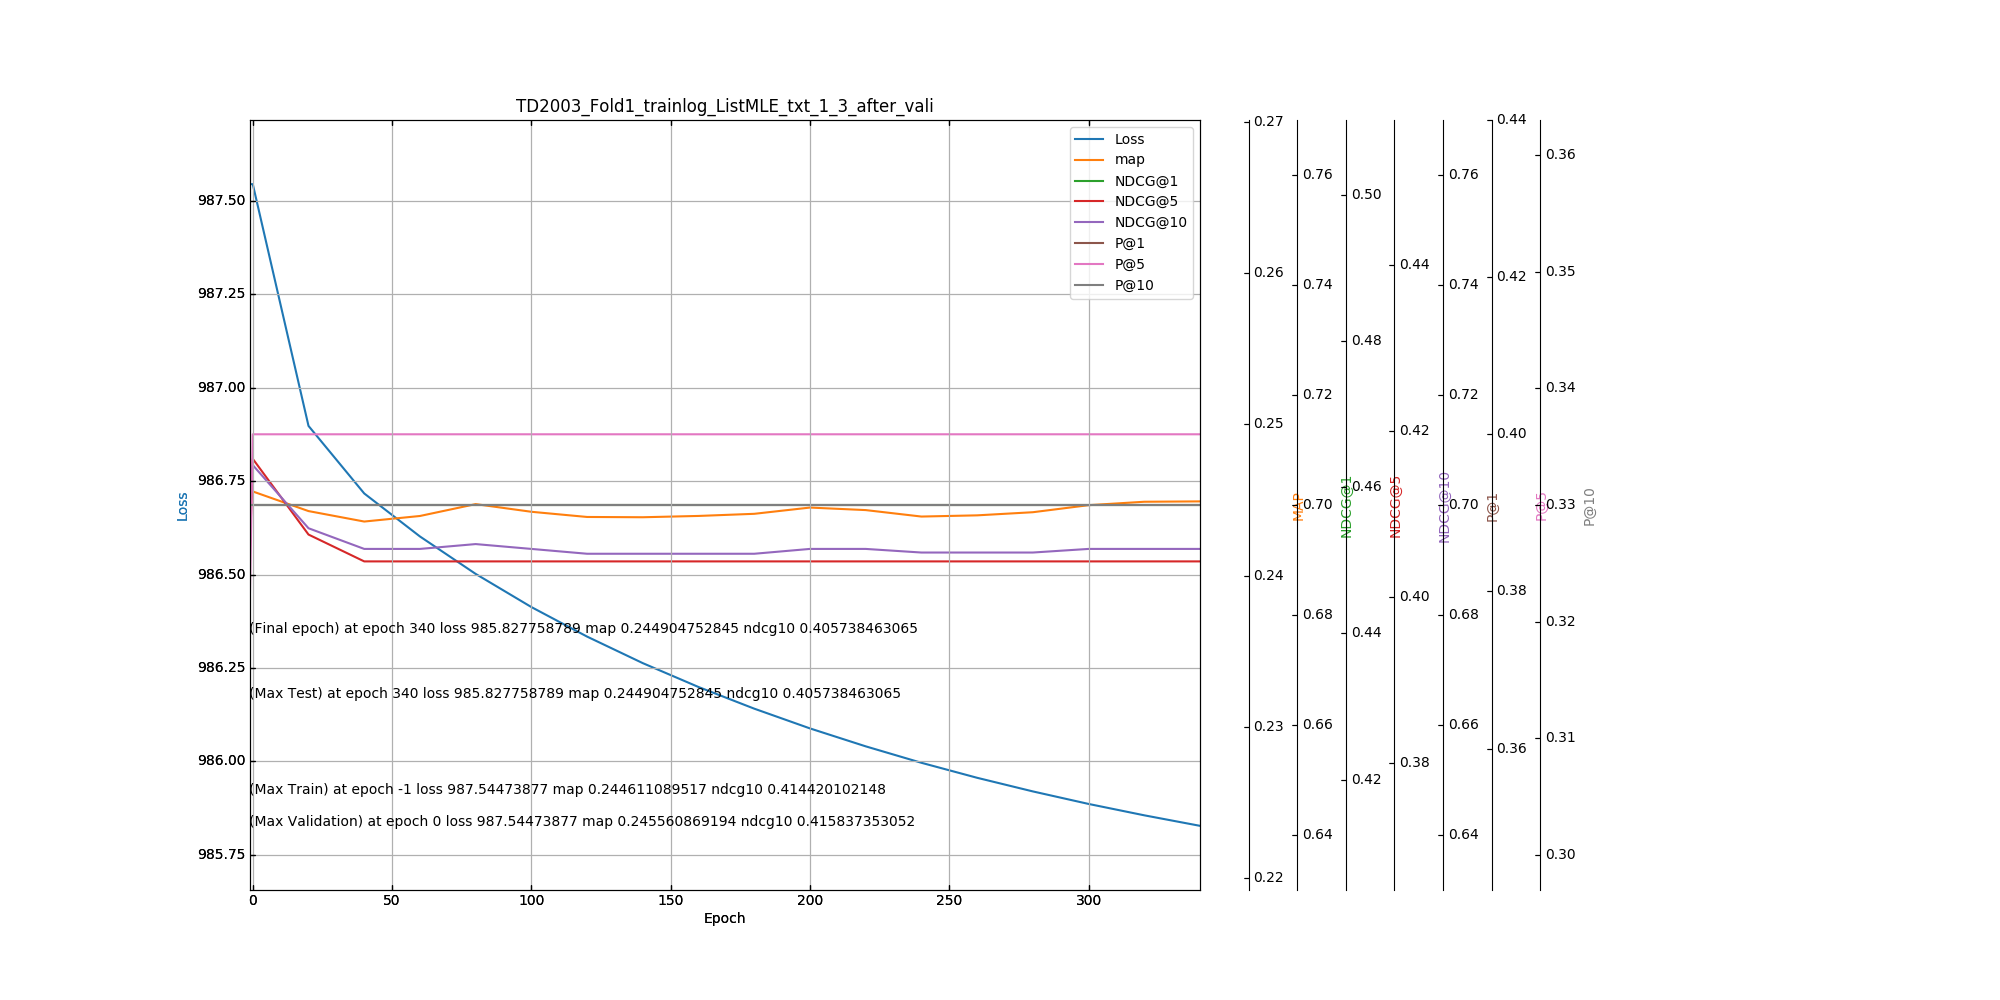 TD2003_Fold1_trainlog_ListMLE_txt_1_3_after_vali
Loss
map
NDCG@1
NDCG@5
NDCG@10
P@1
P@5
P@10
987.50
987.25
987.00
986.75
986.50
986.25
986.00
985.75
Loss
(Final epoch) at epoch 340 loss 985.827758789 map 0.244904752845 ndcg10 0.405738463065
(Max Test) at epoch 340 loss 985.827758789 map 0.244904752845 ndcg10 0.405738463065
(Max Train) at epoch -1 loss 987.54473877 map 0.244611089517 ndcg10 0.414420102148
(Max Validation) at epoch 0 loss 987.54473877 map 0.245560869194 ndcg10 0.415837353052
0 50 100 150 200 250 300
Epoch
0.27
0.26
0.25
0.24
0.23
0.22
MAP
0.76
0.74
0.72
0.70
0.68
0.66
0.64
NDCG@1
0.50
0.48
0.46
0.44
0.42
NDCG@5
0.44
0.42
0.40
0.38
NDCG@10
0.76
0.74
0.72
0.70
0.68
0.66
0.64
P@1
0.44
0.42
0.40
0.38
0.36
P@5
0.36
0.35
0.34
0.33
0.32
0.31
0.30
P@10